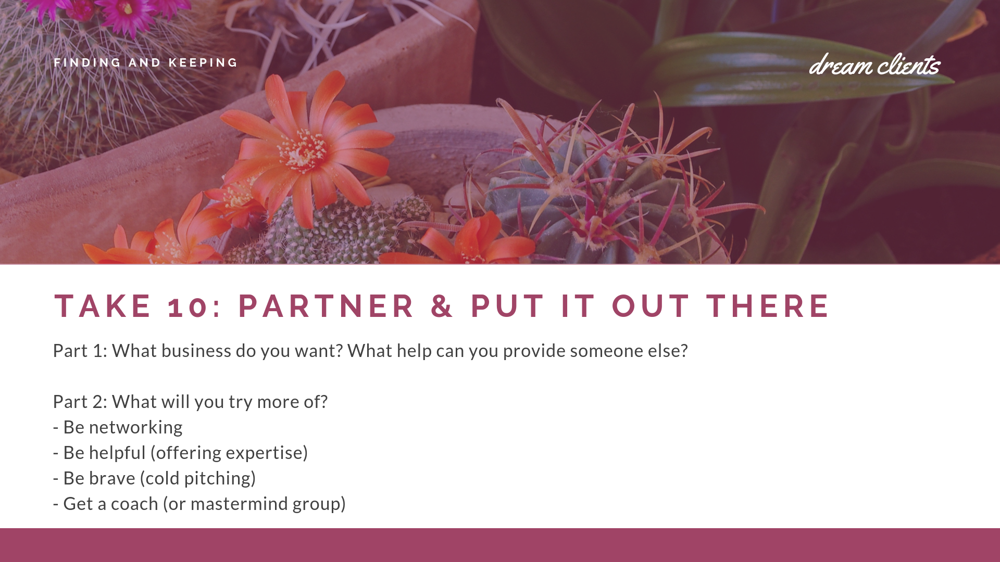 FINDING AND KEEPING
dream clients
TAKE 10: PARTNER & PUT IT OUT THERE
Part 1: What business do you want? What help can you provide someone else?
Part 2: What will you try more of?
- Be networking
- Be helpful (offering expertise)
- Be brave (cold pitching)
- Get a coach (or mastermind group)